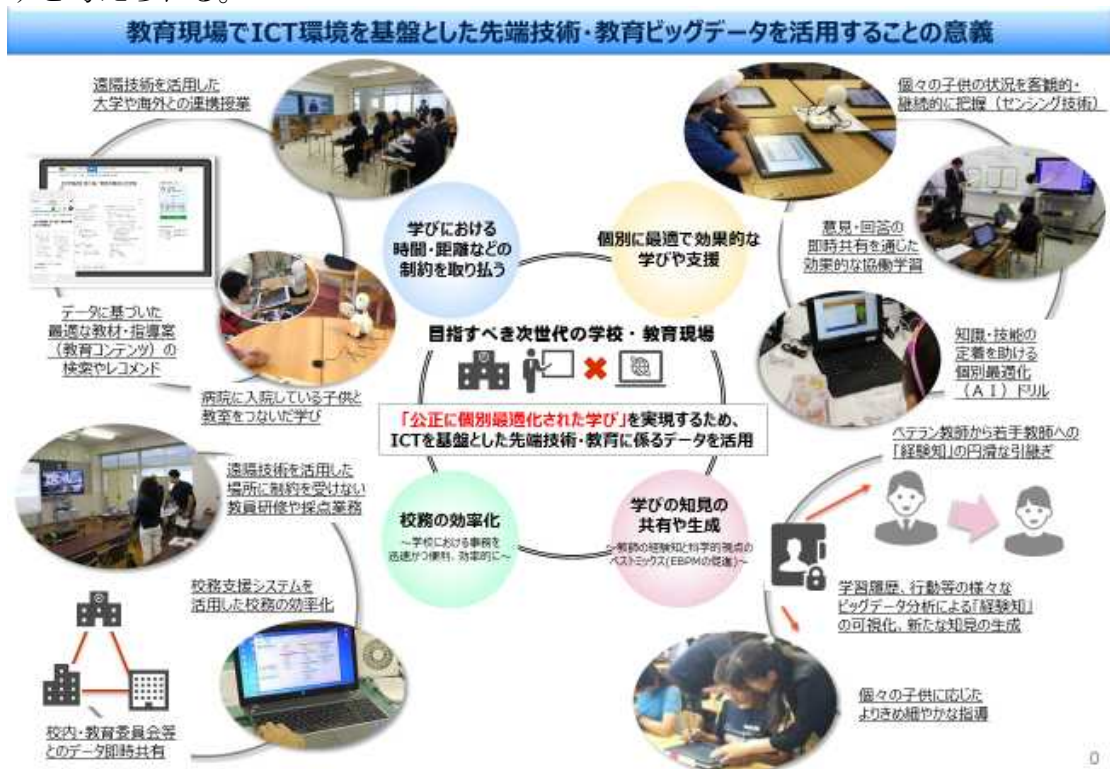 教育現場でICT環境を基盤とした先端技術・教育ビッグデータを活用することの意義
遠隔技術を活用した
大学や海外との連携授業
個々の子供の状況を客観的・
継続的に把握（センシング技術）
学びにおける
時間・距離などの
制約を取り払う
個別に最適で効果的な
学びや支援
意見・回答の
即時共有を通じた
効果的な協働学習
データに基づいた
最適な教材・指導案
（教育コンテンツ）の
検索やレコメンド
病院に入院している子供と
教室をつないだ学び
知識・技能の
定着を助ける
個別最適化
（ＡＩ）ドリル
目指すべき次世代の学校・教育現場
「公正に個別最適化された学び」を実現するため、
ICTを基盤とした先端技術・教育に係るデータを活用
遠隔技術を活用した
場所に制約を受けない
教員研修や採点業務
校務の効率化
～学校における事務を
迅速かつ便利、効率的に～
学びの知見の
共有や生成
～教師の経験知と科学的視点の
ベストミックス(EBPMの促進)～
ベテラン教師から若手教師への
「経験知」の円滑な引継ぎ
校務支援システムを
活用した校務の効率化
学習履歴、行動等の様々な
ビッグデータ分析による「経験知」
の可視化、新たな知見の生成
校内・教育委員会等
とのデータ即時共有
個々の子供に応じた
よりきめ細やかな指導
0